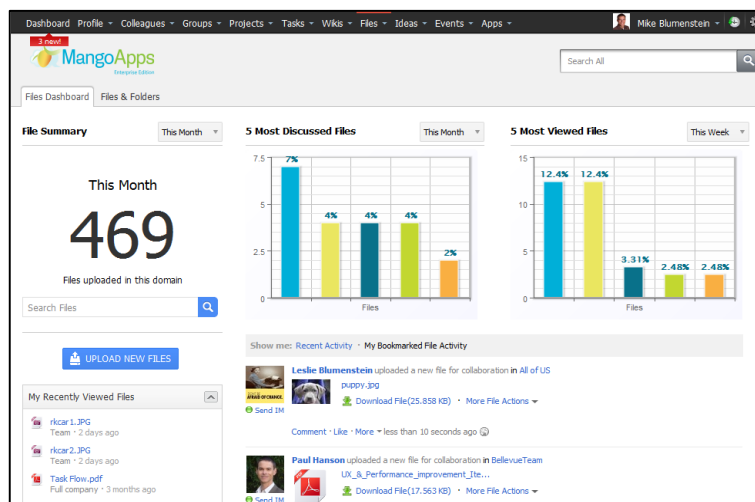 Dashboard Profile Colleagues Groups Projects Tasks Wikis Files Ideas Events Apps Mike Blumenstein
3 new!
MangoApps
Enterprise Edition
Search All
Files Dashboard Files & Folders
File Summary This Month
This Month
469
Files uploaded in this domain
Search Files
UPLOAD NEW FILES
My Recently Viewed Files
rkcar1.JPG
Team · 2 days ago
rkcar2.JPG
Team · 2 days ago
Task Flow.pdf
Full company · 3 months ago
5 Most Discussed Files This Month
7.5
5
2.5
0
7%
4%
4%
4%
2%
Files
5 Most Viewed Files This Week
15
10
5
0
12.4%
12.4%
3.31%
2.48%
2.48%
Files
Show me: Recent Activity · My Bookmarked File Activity
Leslie Blumenstein uploaded a new file for collaboration in All of US
puppy.jpg
Download File(25.858 KB) · More File Actions
AFRAID OF CHANGE.
Send IM
Comment · Like · More less than 10 seconds ago
Paul Hanson uploaded a new file for collaboration in BellevueTeam
UX_&_Performance_improvement_Ite...
Download File(17.563 KB) · More File Actions
Send IM